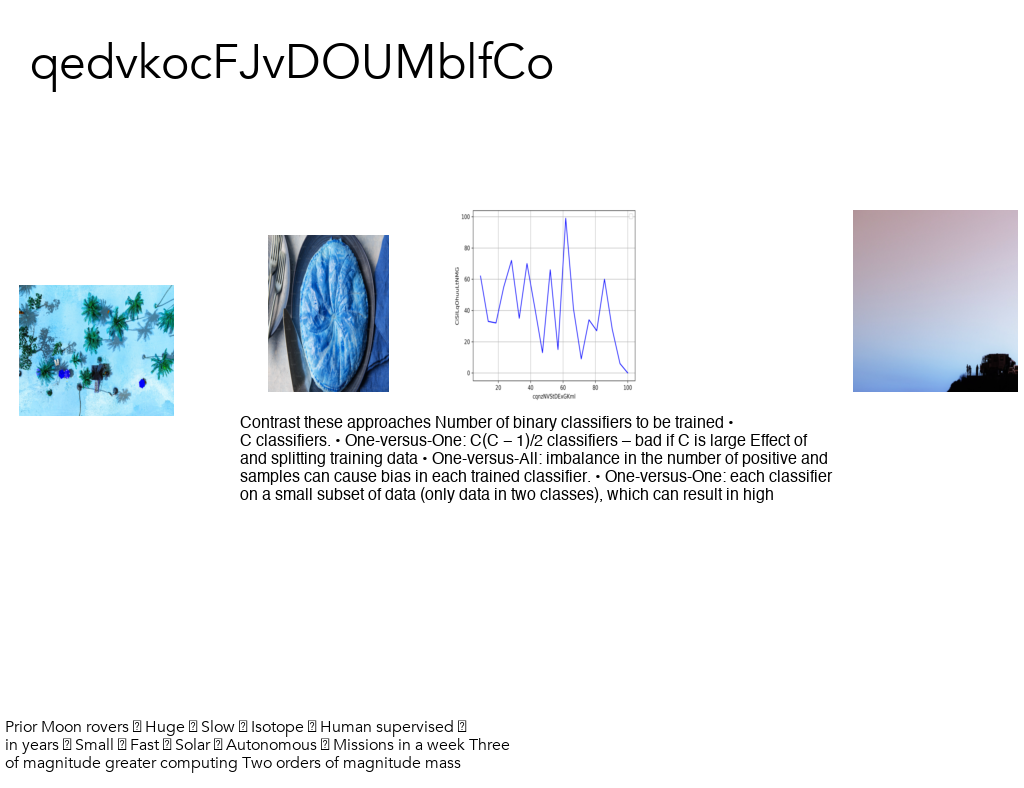 qedvkocFJvDOUMblfCo
100
80
60
40
20
0
20 40 60 80 100
Contrast these approaches Number of binary classifiers to be trained •
C classifiers. • One-versus-One: C(C – 1)/2 classifiers – bad if C is large Effect of
and splitting training data • One-versus-All: imbalance in the number of positive and
samples can cause bias in each trained classifier. • One-versus-One: each classifier
on a small subset of data (only data in two classes), which can result in high
Prior Moon rovers Huge Slow Isotope Human supervised
in years Small Fast Solar Autonomous Missions in a week Three
of magnitude greater computing Two orders of magnitude mass